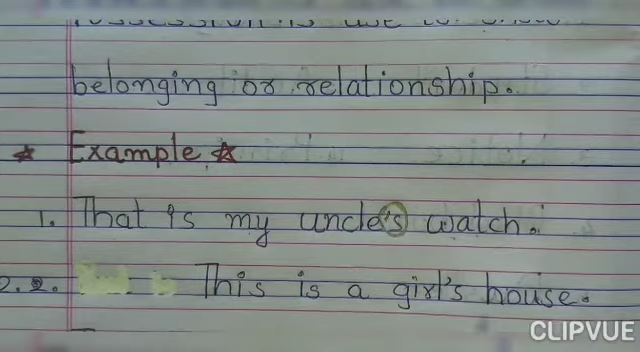 belonging or relationship.
* Example *
1. That is my uncle's watch.
2. 2. This is a girl's house.
CLIPVUE